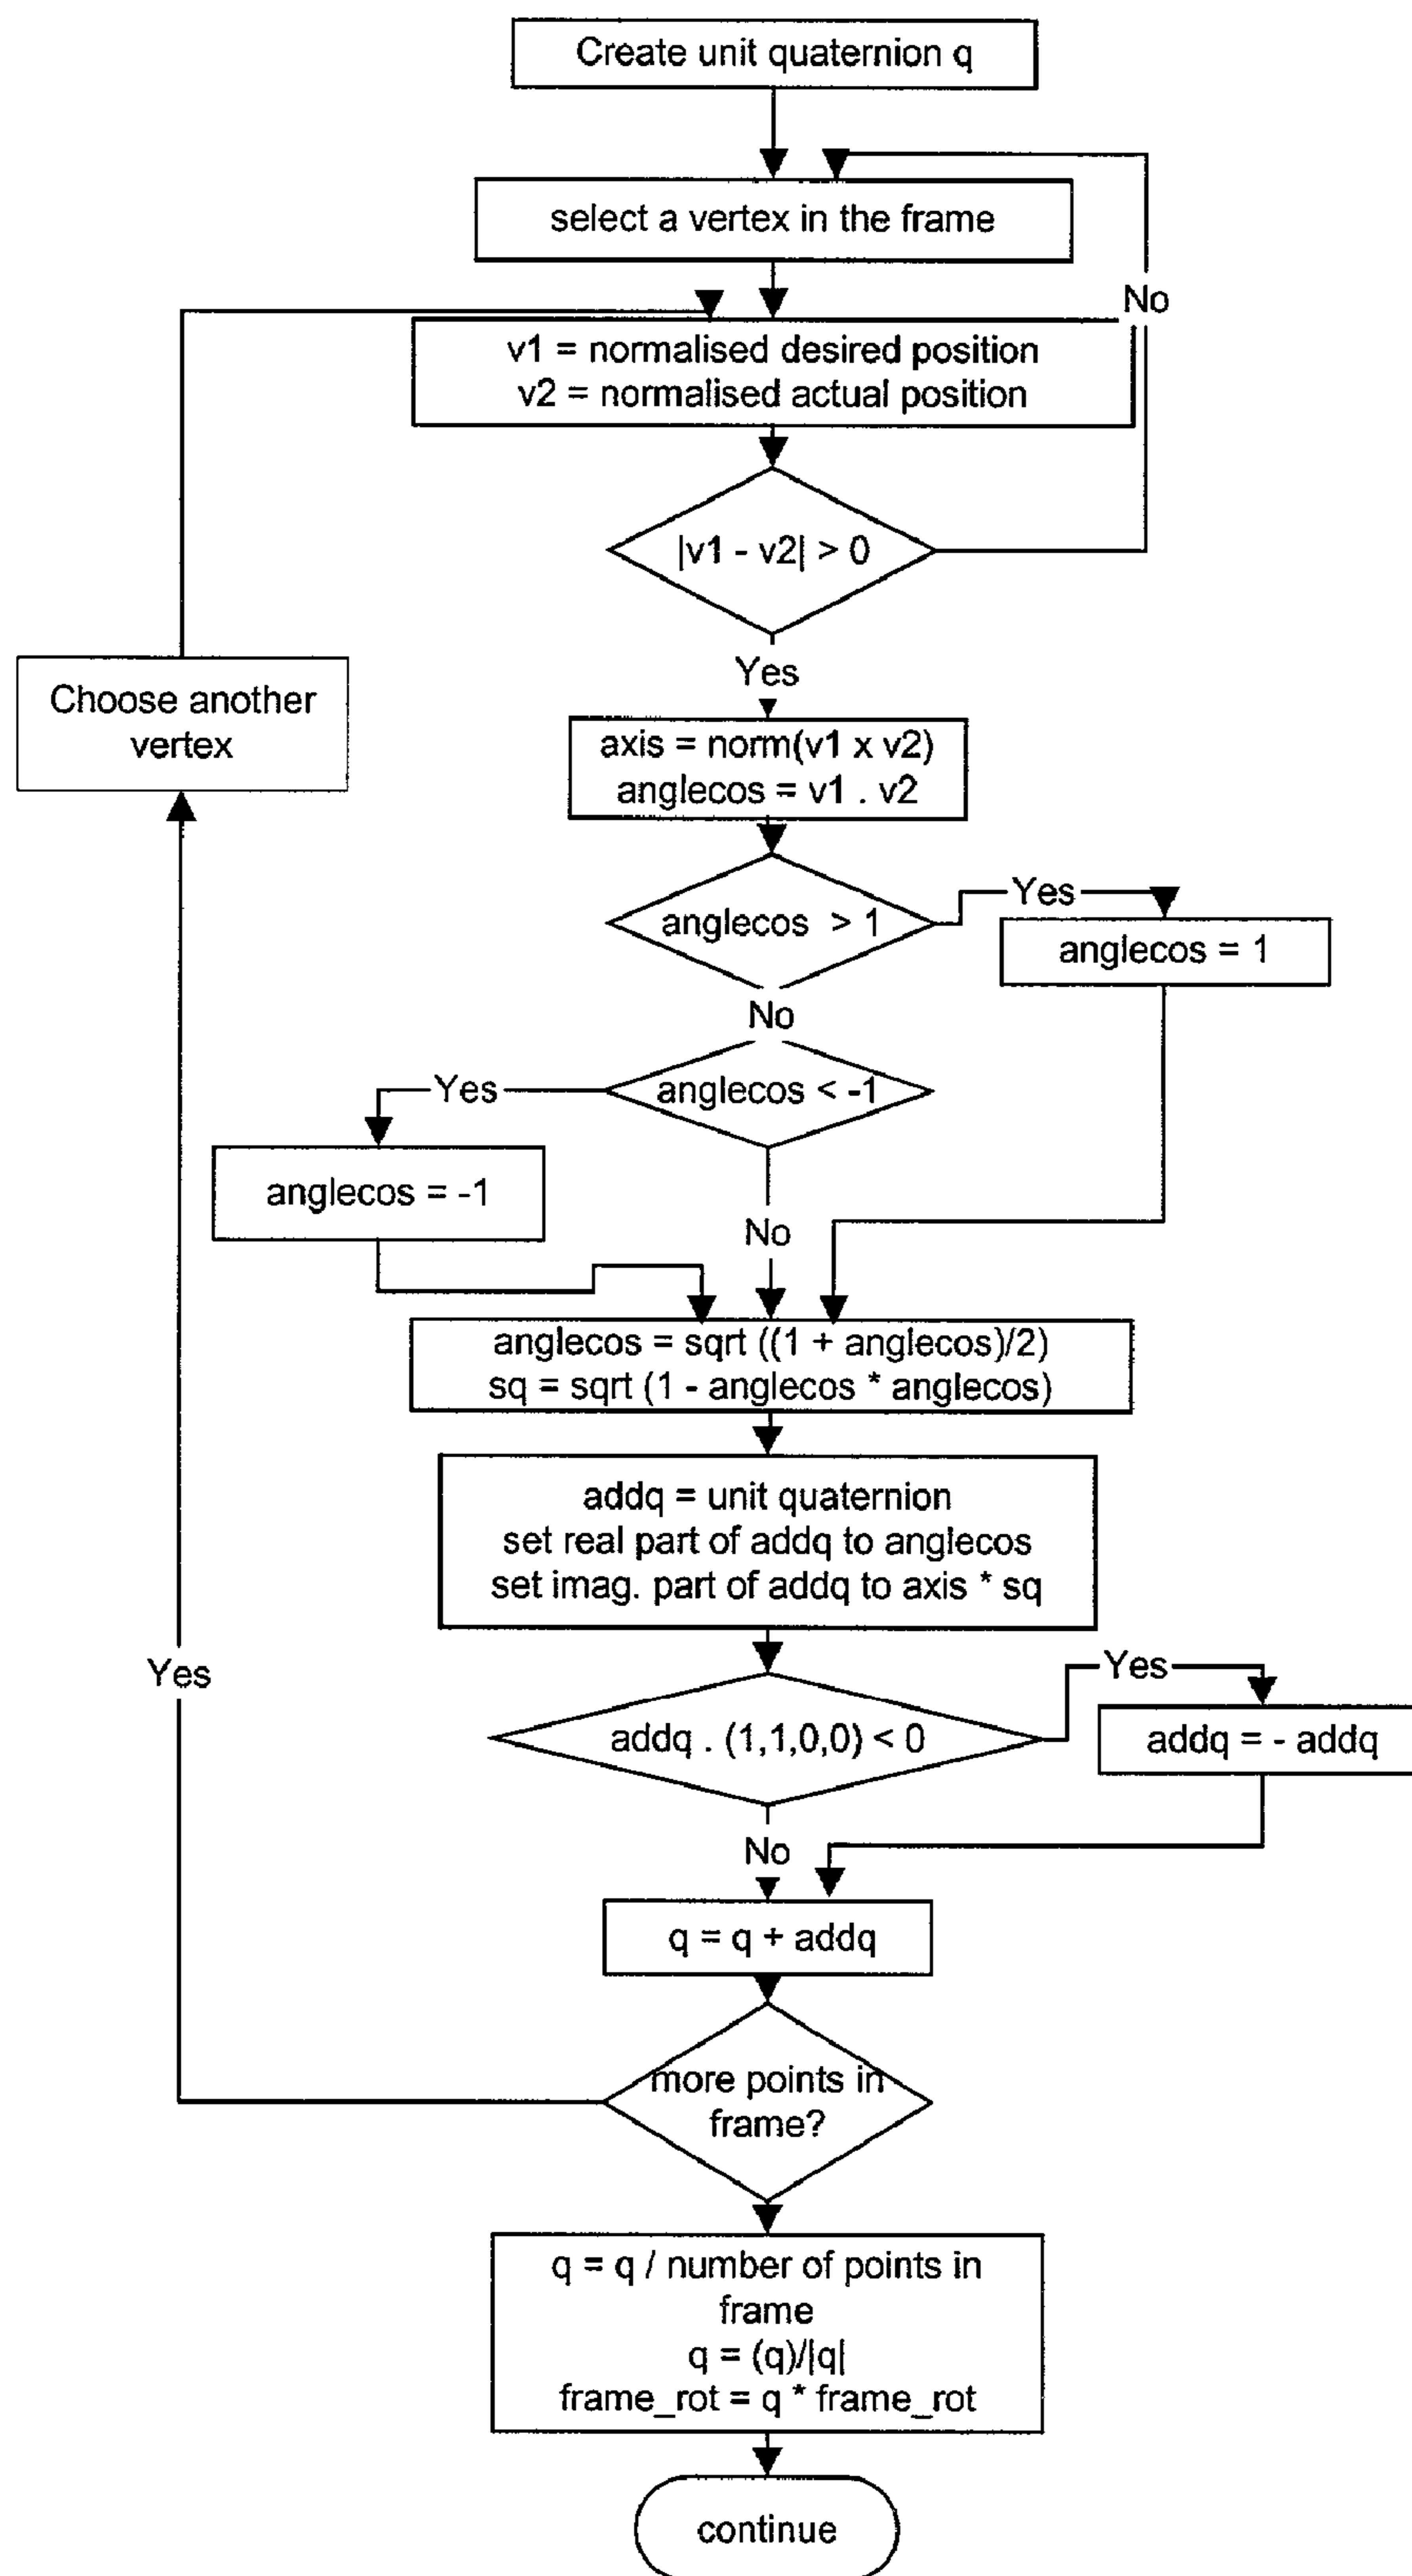 Create unit quaternion q
select a vertex in the frame
No
v1 = normalised desired position
v2 = normalised actual position
|v1 - v2| > 0
Yes
Choose another
vertex
axis = norm(v1 x v2)
anglecos = v1 . v2
anglecos > 1
Yes
anglecos = 1
No
anglecos < -1
Yes
anglecos = -1
No
anglecos = sqrt ((1 + anglecos)/2)
sq = sqrt (1 - anglecos * anglecos)
addq = unit quaternion
set real part of addq to anglecos
set imag. part of addq to axis * sq
Yes
addq . (1,1,0,0) < 0
Yes
addq = - addq
No
q = q + addq
more points in
frame?
q = q / number of points in
frame
q = (q)/|q|
frame_rot = q * frame_rot
continue